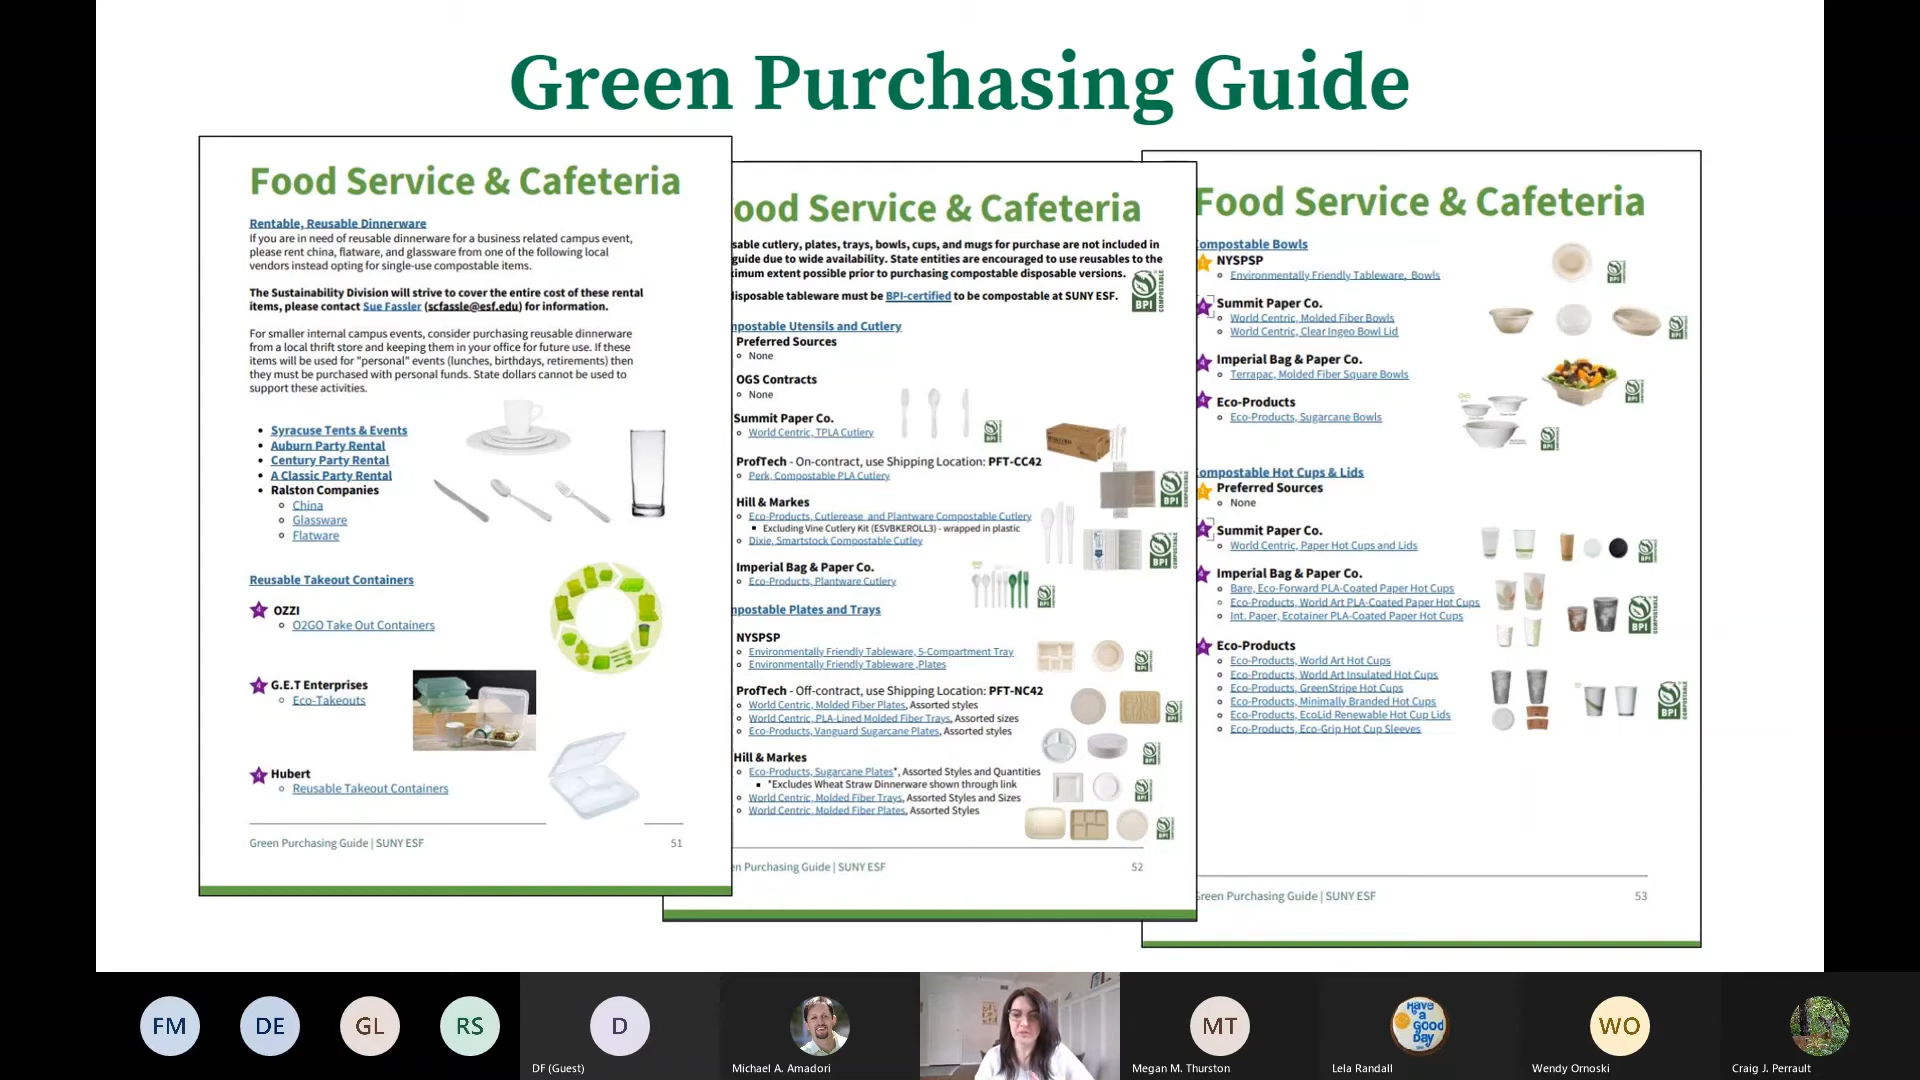 Green Purchasing Guide
Food Service & Cafeteria
Rentable, Reusable Dinnerware
If you are in need of reusable dinnerware for a business related campus event,
please rent china, flatware, and glassware from one of the following local
vendors instead opting for single-use compostable items.
The Sustainability Division will strive to cover the entire cost of these rental
items, please contact Sue Fassler (scfassle@esf.edu) for information.
For smaller internal campus events, consider purchasing reusable dinnerware
from a local thrift store and keeping them in your office for future use. If these
items will be used for "personal" events (lunches, birthdays, retirements) then
they must be purchased with personal funds. State dollars cannot be used to
support these activities.
Syracuse Tents & Events
Auburn Party Rental
Century Party Rental
A Classic Party Rental
Ralston Companies
China
Glassware
Flatware
Reusable Takeout Containers
4 OZZI
O2GO Take Out Containers
4 G.E.T Enterprises
Eco-Takeouts
4 Hubert
Reusable Takeout Containers
Green Purchasing Guide | SUNY ESF
51
ood Service & Cafeteria
sable cutlery, plates, trays, bowls, cups, and mugs for purchase are not included in
guide due to wide availability. State entities are encouraged to use reusables to the
imum extent possible prior to purchasing compostable disposable versions.
disposable tableware must be BPI-certified to be compostable at SUNY ESF.
BPI COMPOSTABLE
mpostable Utensils and Cutlery
Preferred Sources
None
OGS Contracts
None
Summit Paper Co.
World Centric, TPLA Cutlery
ProfTech - On-contract, use Shipping Location: PFT-CC42
Perk, Compostable PLA Cutlery
Hill & Markes
Eco-Products, Cutlerease and Plantware Compostable Cutlery
Excluding Vine Cutlery Kit (ESVBKEROLL3) - wrapped in plastic
Dixie, Smartstock Compostable Cutley
Imperial Bag & Paper Co.
Eco-Products, Plantware Cutlery
mpostable Plates and Trays
NYSPSP
Environmentally Friendly Tableware, 5-Compartment Tray
Environmentally Friendly Tableware ,Plates
ProfTech - Off-contract, use Shipping Location: PFT-NC42
World Centric, Molded Fiber Plates, Assorted styles
World Centric, PLA-Lined Molded Fiber Trays, Assorted sizes
Eco-Products, Vanguard Sugarcane Plates, Assorted styles
Hill & Markes
Eco-Products, Sugarcane Plates*, Assorted Styles and Quantities
*Excludes Wheat Straw Dinnerware shown through link
World Centric, Molded Fiber Trays, Assorted Styles and Sizes
World Centric, Molded Fiber Plates, Assorted Styles
en Purchasing Guide | SUNY ESF
52
Food Service & Cafeteria
Compostable Bowls
NYSPSP
Environmentally Friendly Tableware, Bowls
Summit Paper Co.
World Centric, Molded Fiber Bowls
World Centric, Clear Ingeo Bowl Lid
Imperial Bag & Paper Co.
Terrapac, Molded Fiber Square Bowls
Eco-Products
Eco-Products, Sugarcane Bowls
Compostable Hot Cups & Lids
Preferred Sources
None
Summit Paper Co.
World Centric, Paper Hot Cups and Lids
Imperial Bag & Paper Co.
Bare, Eco-Forward PLA-Coated Paper Hot Cups
Eco-Products, World Art PLA-Coated Paper Hot Cups
Int. Paper, Ecotainer PLA-Coated Paper Hot Cups
BPI COMPOSTABLE
Eco-Products
Eco-Products, World Art Hot Cups
Eco-Products, World Art Insulated Hot Cups
Eco-Products, GreenStripe Hot Cups
Eco-Products, Minimally Branded Hot Cups
Eco-Products, EcoLid Renewable Hot Cup Lids
Eco-Products, Eco-Grip Hot Cup Sleeves
Green Purchasing Guide | SUNY ESF
53
FM
DE
GL
RS
D
DF (Guest)
Michael A. Amadori
MT
Megan M. Thurston
Have a good Day
Lela Randall
WO
Wendy Ornoski
Craig J. Perrault